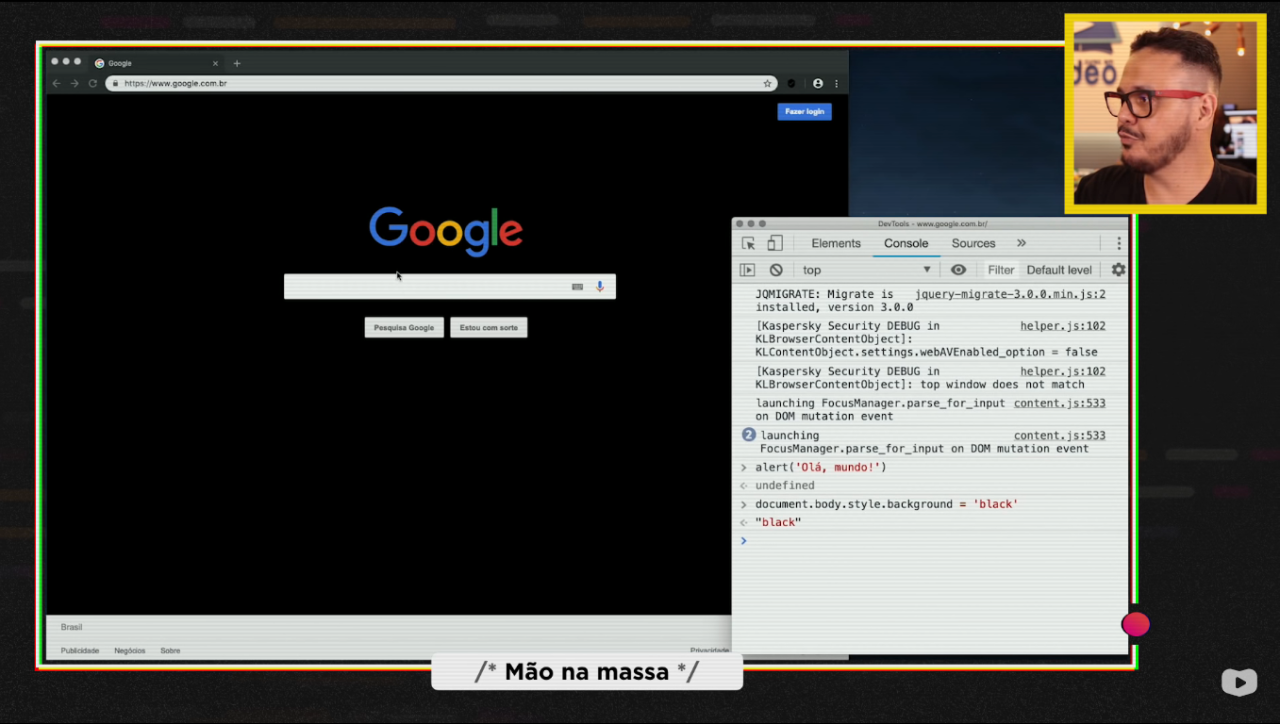 Google
https://www.google.com.br
Fazer login
deo
Google
Pesquisa Google
Estou com sorte
Brasil
Publicidade
Negócios
Sobre
Privacidade
DevTools - www.google.com.br/
Elements
Console
Sources
»
top
Filter
Default level
JQMIGRATE: Migrate is jquery-migrate-3.0.0.min.js:2
installed, version 3.0.0
[Kaspersky Security DEBUG in helper.js:102
KLBrowserContentObject]:
KLContentObject.settings.webAVEnabled_option = false
[Kaspersky Security DEBUG in helper.js:102
KLBrowserContentObject]: top window does not match
launching FocusManager.parse_for_input content.js:533
on DOM mutation event
2 launching content.js:533
FocusManager.parse_for_input on DOM mutation event
> alert('Olá, mundo!')
< undefined
> document.body.style.background = 'black'
< "black"
>
/* Mão na massa */